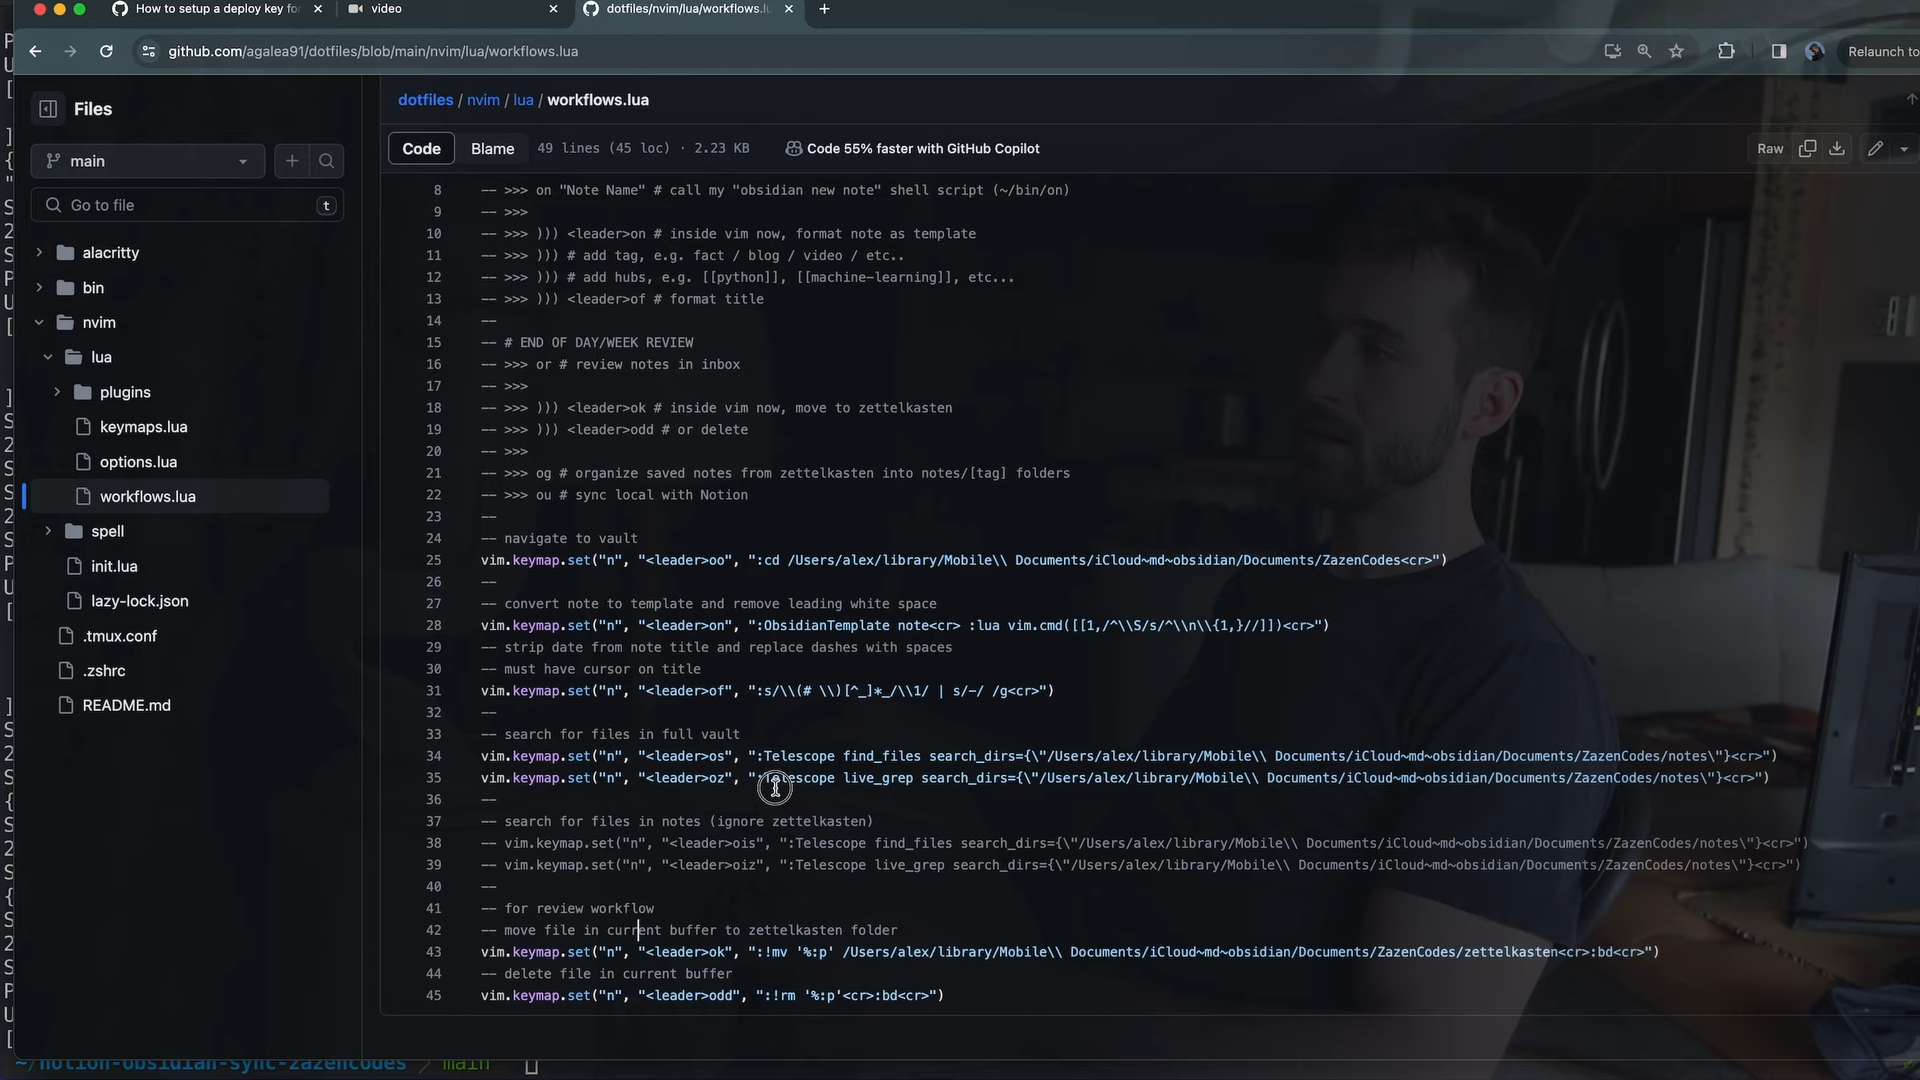 How to setup a deploy key fo
video
dotfiles/nvim/lua/workflows.lu
github.com/agalea91/dotfiles/blob/main/nvim/lua/workflows.lua
Relaunch to
Files
dotfiles / nvim / lua / workflows.lua
main
Code Blame 49 lines (45 loc) · 2.23 KB Code 55% faster with GitHub Copilot
Raw
Go to file t
alacritty
bin
nvim
lua
plugins
keymaps.lua
options.lua
workflows.lua
spell
init.lua
lazy-lock.json
.tmux.conf
.zshrc
README.md
8 -- >>> on "Note Name" # call my "obsidian new note" shell script (~/bin/on)
9 -- >>>
10 -- >>> ))) <leader>on # inside vim now, format note as template
11 -- >>> ))) # add tag, e.g. fact / blog / video / etc..
12 -- >>> ))) # add hubs, e.g. [[python]], [[machine-learning]], etc...
13 -- >>> ))) <leader>of # format title
14 --
15 -- # END OF DAY/WEEK REVIEW
16 -- >>> or # review notes in inbox
17 -- >>>
18 -- >>> ))) <leader>ok # inside vim now, move to zettelkasten
19 -- >>> ))) <leader>odd # or delete
20 -- >>>
21 -- >>> og # organize saved notes from zettelkasten into notes/[tag] folders
22 -- >>> ou # sync local with Notion
23 --
24 -- navigate to vault
25 vim.keymap.set("n", "<leader>oo", ":cd /Users/alex/library/Mobile\\ Documents/iCloud~md~obsidian/Documents/ZazenCodes<cr>")
26 --
27 -- convert note to template and remove leading white space
28 vim.keymap.set("n", "<leader>on", ":ObsidianTemplate note<cr> :lua vim.cmd([[1,/^\\S/s/^\\n\\{1,}//]])<cr>")
29 -- strip date from note title and replace dashes with spaces
30 -- must have cursor on title
31 vim.keymap.set("n", "<leader>of", ":s/\\(# \\)[^_]*_/\\1/ | s/-/ /g<cr>")
32 --
33 -- search for files in full vault
34 vim.keymap.set("n", "<leader>os", ":Telescope find_files search_dirs={\"/Users/alex/library/Mobile\\ Documents/iCloud~md~obsidian/Documents/ZazenCodes/notes\"}<cr>")
35 vim.keymap.set("n", "<leader>oz", ":Telescope live_grep search_dirs={\"/Users/alex/library/Mobile\\ Documents/iCloud~md~obsidian/Documents/ZazenCodes/notes\"}<cr>")
36 --
37 -- search for files in notes (ignore zettelkasten)
38 -- vim.keymap.set("n", "<leader>ois", ":Telescope find_files search_dirs={\"/Users/alex/library/Mobile\\ Documents/iCloud~md~obsidian/Documents/ZazenCodes/notes\"}<cr>")
39 -- vim.keymap.set("n", "<leader>oiz", ":Telescope live_grep search_dirs={\"/Users/alex/library/Mobile\\ Documents/iCloud~md~obsidian/Documents/ZazenCodes/notes\"}<cr>")
40 --
41 -- for review workflow
42 -- move file in current buffer to zettelkasten folder
43 vim.keymap.set("n", "<leader>ok", ":!mv '%:p' /Users/alex/library/Mobile\\ Documents/iCloud~md~obsidian/Documents/ZazenCodes/zettelkasten<cr>:bd<cr>")
44 -- delete file in current buffer
45 vim.keymap.set("n", "<leader>odd", ":!rm '%:p'<cr>:bd<cr>")
~/notion-obsidian-sync-zazencodes / main